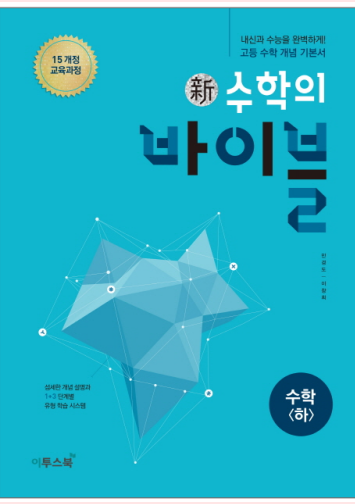 내신과 수능을 완벽하게!
고등 수학 개념 기본서
15개정
교육과정
新 수학의
바이블
섬세한 개념 설명과
1+3 단계별
유형 학습 시스템
수학
〈하〉
이투스북